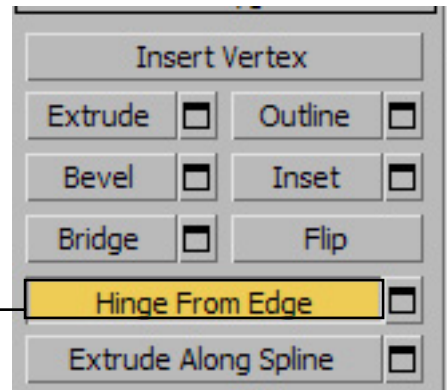 Insert Vertex
Extrude Outline
Bevel Inset
Bridge Flip
Hinge From Edge
Extrude Along Spline